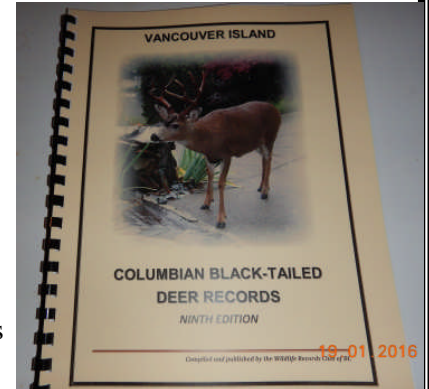 VANCOUVER ISLAND
COLUMBIAN BLACK-TAILED
DEER RECORDS
NINTH EDITION
Compiled and published by the Wildlife Records Club of BC.
19 01 2016
s